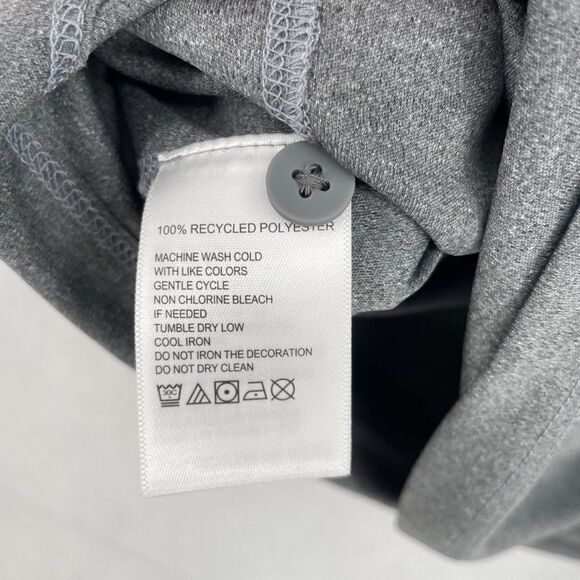 100% RECYCLED POLYESTER
MACHINE WASH COLD
WITH LIKE COLORS
GENTLE CYCLE
NON CHLORINE BLEACH
IF NEEDED
TUMBLE DRY LOW
COOL IRON
DO NOT IRON THE DECORATION
DO NOT DRY CLEAN
30C